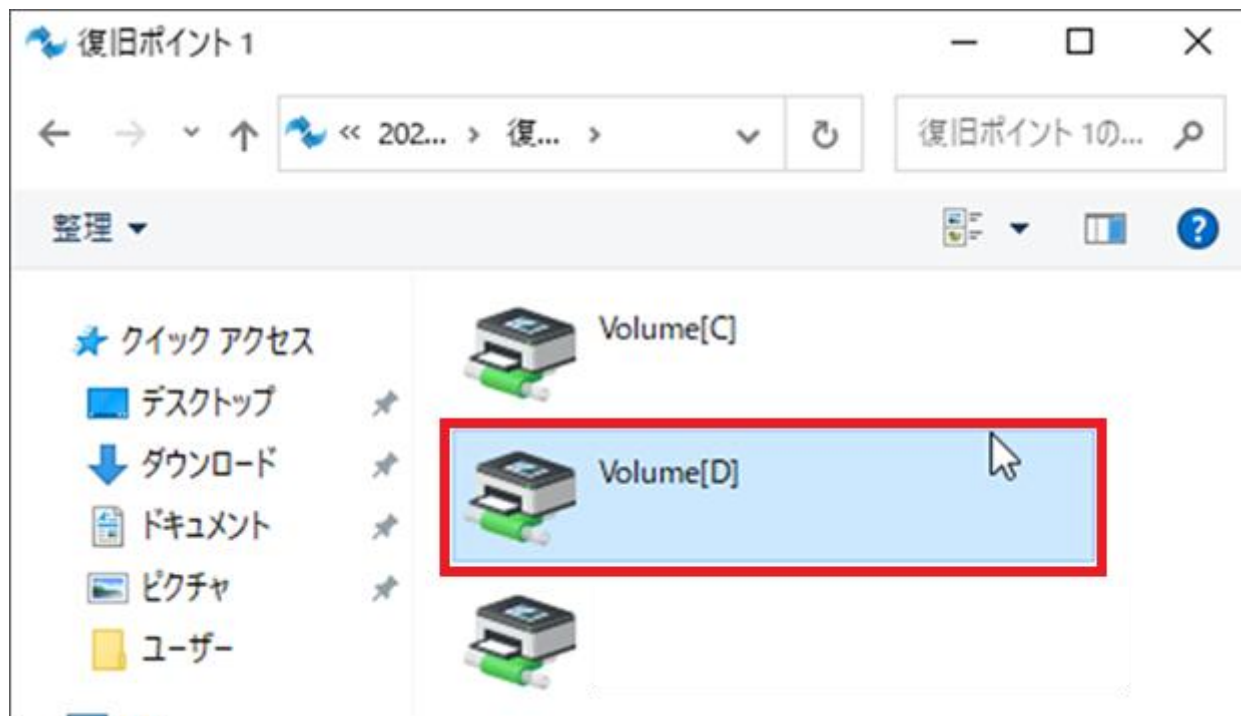 復旧ポイント 1
« 202... › 復... ›
復旧ポイント 1の...
整理
クイック アクセス
デスクトップ
ダウンロード
ドキュメント
ピクチャ
ユーザー
Volume[C]
Volume[D]